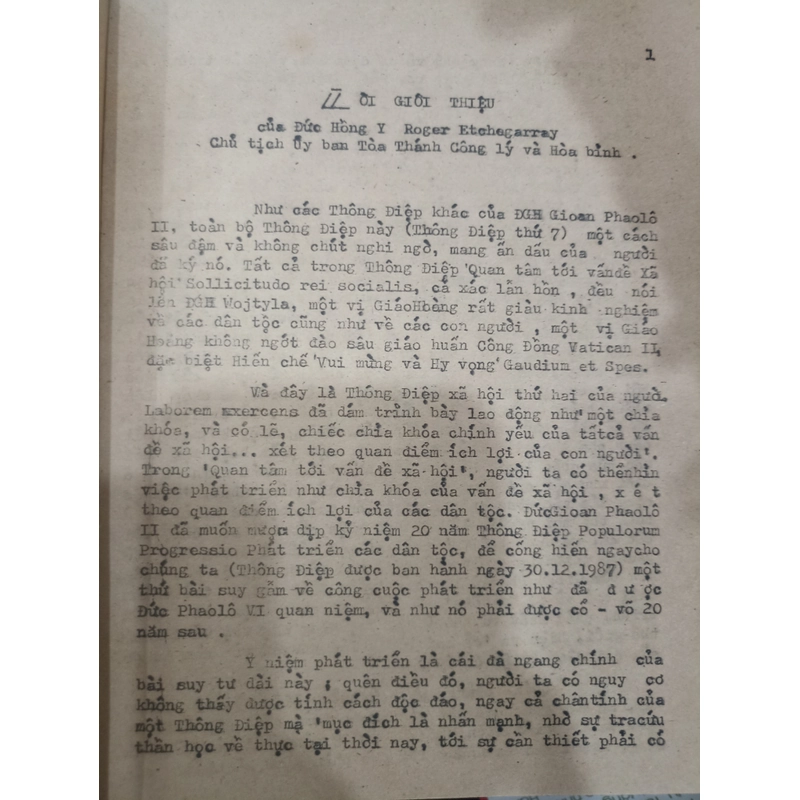 1
LỜI GIỚI THIỆU
của Đức Hồng Y Roger Etchegarray
Chủ tịch Ủy ban Tòa Thánh Công lý và Hòa bình .
Như các Thông Điệp khác của ĐGH Gioan Phaolô
II, toàn bộ Thông Điệp này (Thông Điệp thứ 7) một cách
sâu đậm và không chút nghi ngờ, mang ấn dấu của người
đã ký nó. Tất cả trong Thông Điệp 'Quan tâm tới vấnđề Xã
hội' Sollicitudo rei socialis, cả xác lẫn hồn , đều nói
lên ĐGH Wojtyla, một vị GiáoHoàng rất giàu kinh nghiệm
về các dân tộc cũng như về các con người , một vị Giáo
Hoàng không ngớt đào sâu giáo huấn Công Đồng Vatican II,
đặc biệt Hiến chế 'Vui mừng và Hy vọng' Gaudium et Spes.
Và đây là Thông Điệp xã hội thứ hai của người.
Laborem exercens đã dám trình bày lao động như 'một chìa
khóa, và có lẽ, chiếc chìa khóa chính yếu của tấtcả vấn
đề xã hội... xét theo quan điểm ích lợi của con người'.
Trong 'Quan tâm tới vấn đề xã hội', người ta có thểnhìn
việc phát triển như chìa khóa của vấn đề xã hội , x é t
theo quan điểm ích lợi của các dân tộc. ĐứcGioan Phaolô
II đã muốn mượn dịp kỷ niệm 20 năm Thông Điệp Populorum
Progressio Phát triển các dân tộc, để cống hiến ngaycho
chúng ta (Thông Điệp được ban hành ngày 30.12.1987) một
thứ bài suy gẫm về công cuộc phát triển như đã đ ư ợc
Đức Phaolô VI quan niệm, và như nó phải được cổ - võ 20
năm sau .
Ý niệm phát triển là cái đà ngang chính của
bài suy tư dài này ; quên điều đó, người ta có nguy cơ
không thấy được tính cách độc đáo, ngay cả chântính của
một Thông Điệp mà 'mục đích là nhấn mạnh, nhờ sự tracứu
thần học về thực tại thời nay, tới sự cần thiết phải có